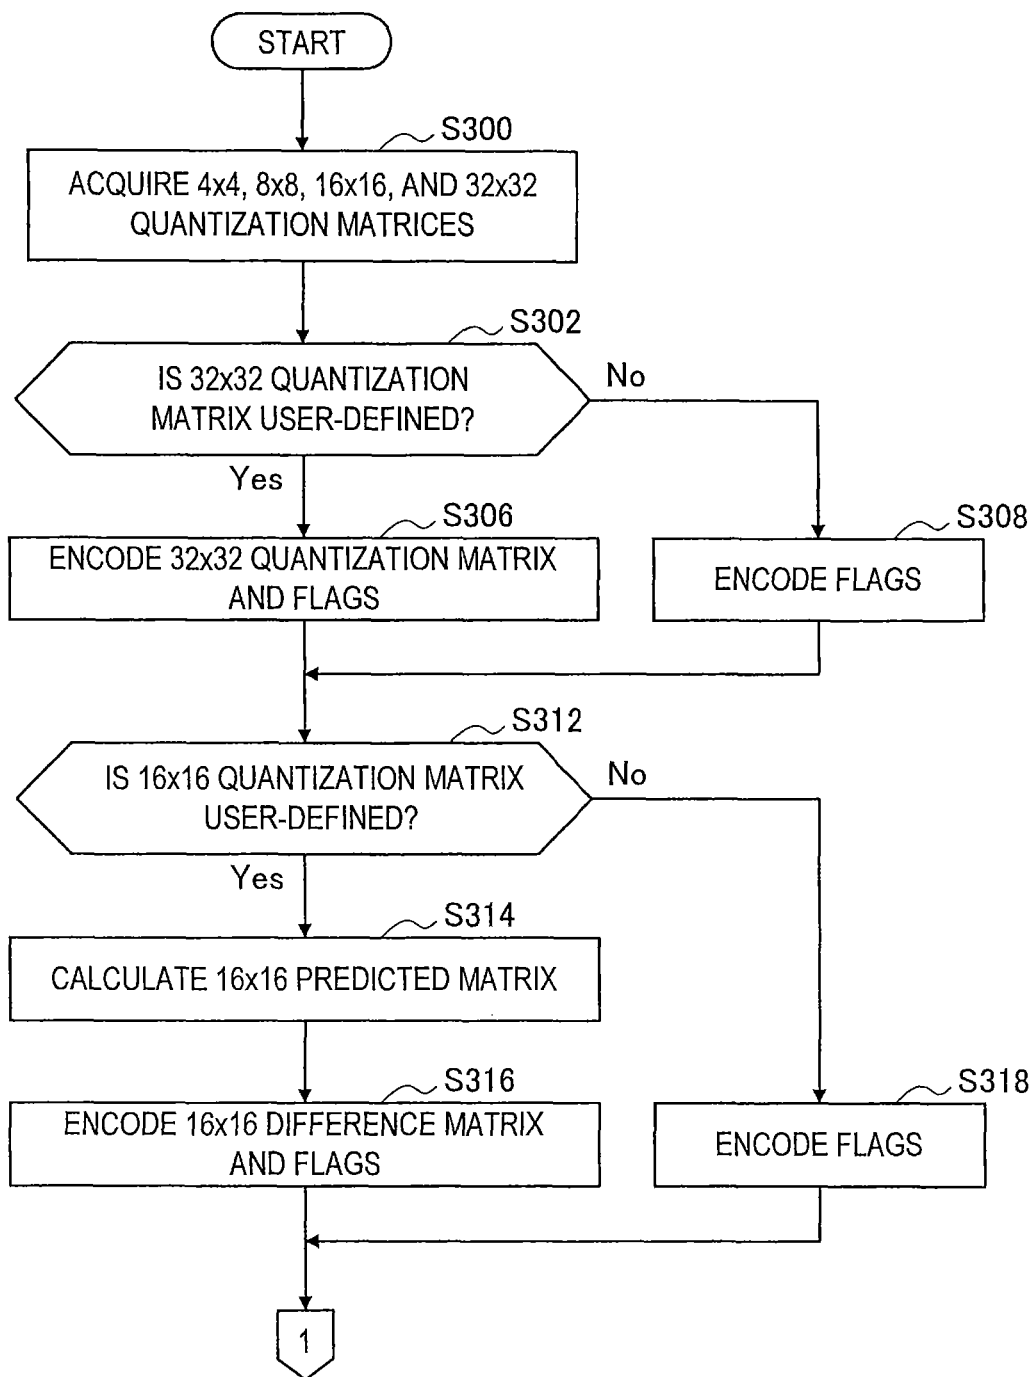 START
S300
ACQUIRE 4x4, 8x8, 16x16, AND 32x32
QUANTIZATION MATRICES
S302
IS 32x32 QUANTIZATION
MATRIX USER-DEFINED?
No
Yes
S306
ENCODE 32x32 QUANTIZATION MATRIX
AND FLAGS
S308
ENCODE FLAGS
S312
IS 16x16 QUANTIZATION MATRIX
USER-DEFINED?
No
Yes
S314
CALCULATE 16x16 PREDICTED MATRIX
S316
ENCODE 16x16 DIFFERENCE MATRIX
AND FLAGS
S318
ENCODE FLAGS
1